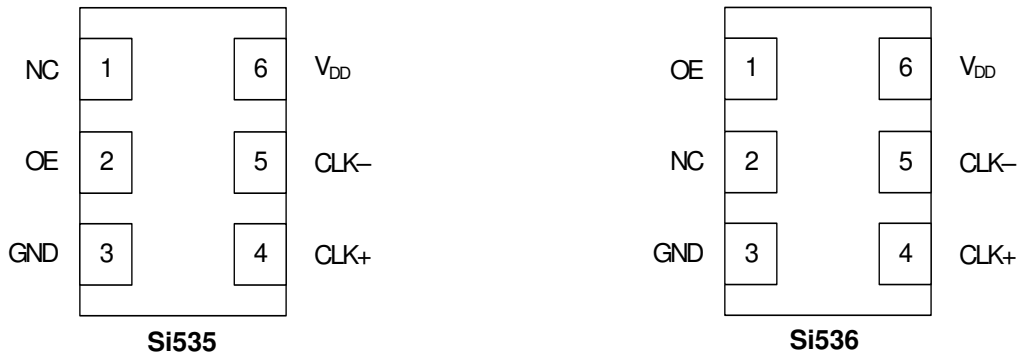 NC 1 6 VDD
OE 2 5 CLK–
GND 3 4 CLK+
Si535
OE 1 6 VDD
NC 2 5 CLK–
GND 3 4 CLK+
Si536